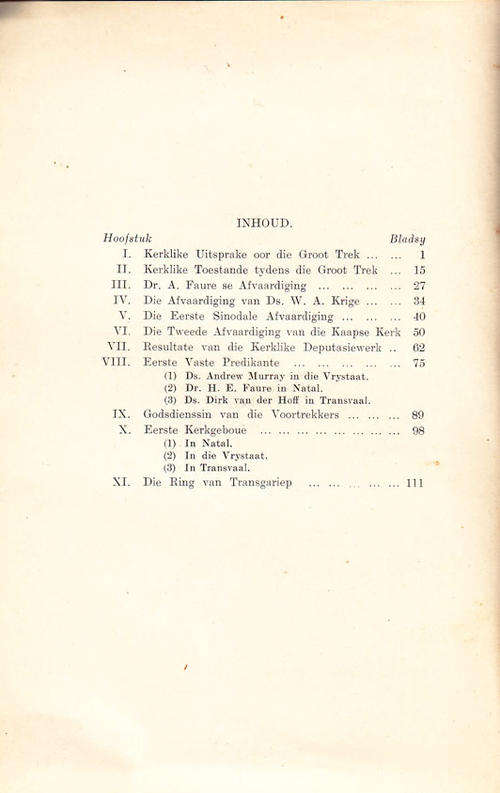 INHOUD.
Hoofstuk Bladsy
I. Kerklike Uitsprake oor die Groot Trek ... ... 1
II. Kerklike Toestande tydens die Groot Trek ... 15
III. Dr. A. Faure se Afvaardiging ... ... ... ... 27
IV. Die Afvaardiging van Ds. W. A. Krige ... ... 34
V. Die Eerste Sinodale Afvaardiging ... ... ... 40
VI. Die Tweede Afvaardiging van die Kaapse Kerk 50
VII. Resultate van die Kerklike Deputasiewerk .. 62
VIII. Eerste Vaste Predikante ... ... ... ... ... ... 75
(1) Ds. Andrew Murray in die Vrystaat.
(2) Dr. H. E. Faure in Natal.
(3) Ds. Dirk van der Hoff in Transvaal.
IX. Godsdienssin van die Voortrekkers ... ... ... 89
X. Eerste Kerkgeboue ... ... ... ... ... ... ... ... 98
(1) In Natal.
(2) In die Vrystaat.
(3) In Transvaal.
XI. Die Ring van Transgariep ... ... ... ... ... 111